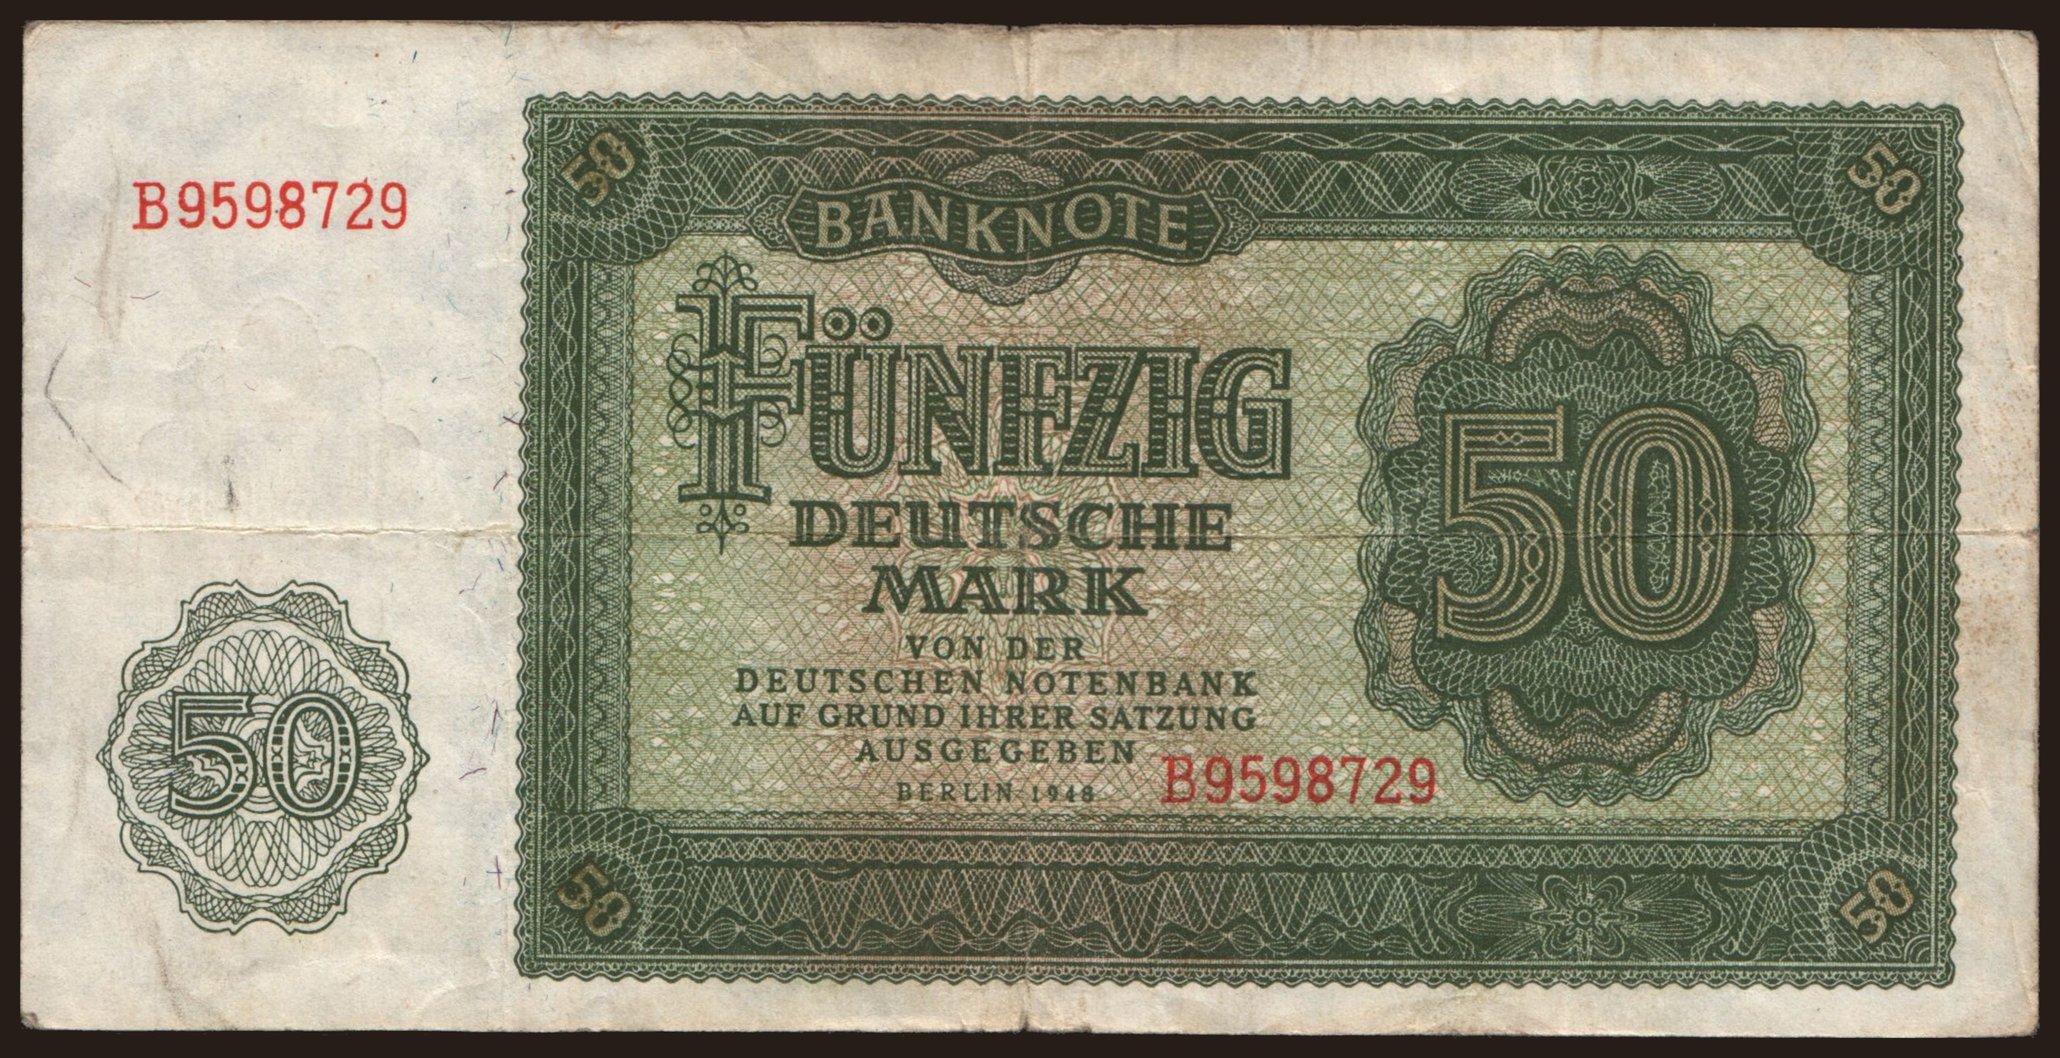 B9598729
50
50
50
BANKNOTE
FÜNFZIG
DEUTSCHE
MARK
VON DER
DEUTSCHEN NOTENBANK
AUF GRUND IHRER SATZUNG
AUSGEGEBEN
BERLIN 1948
B9598729
50
50
50